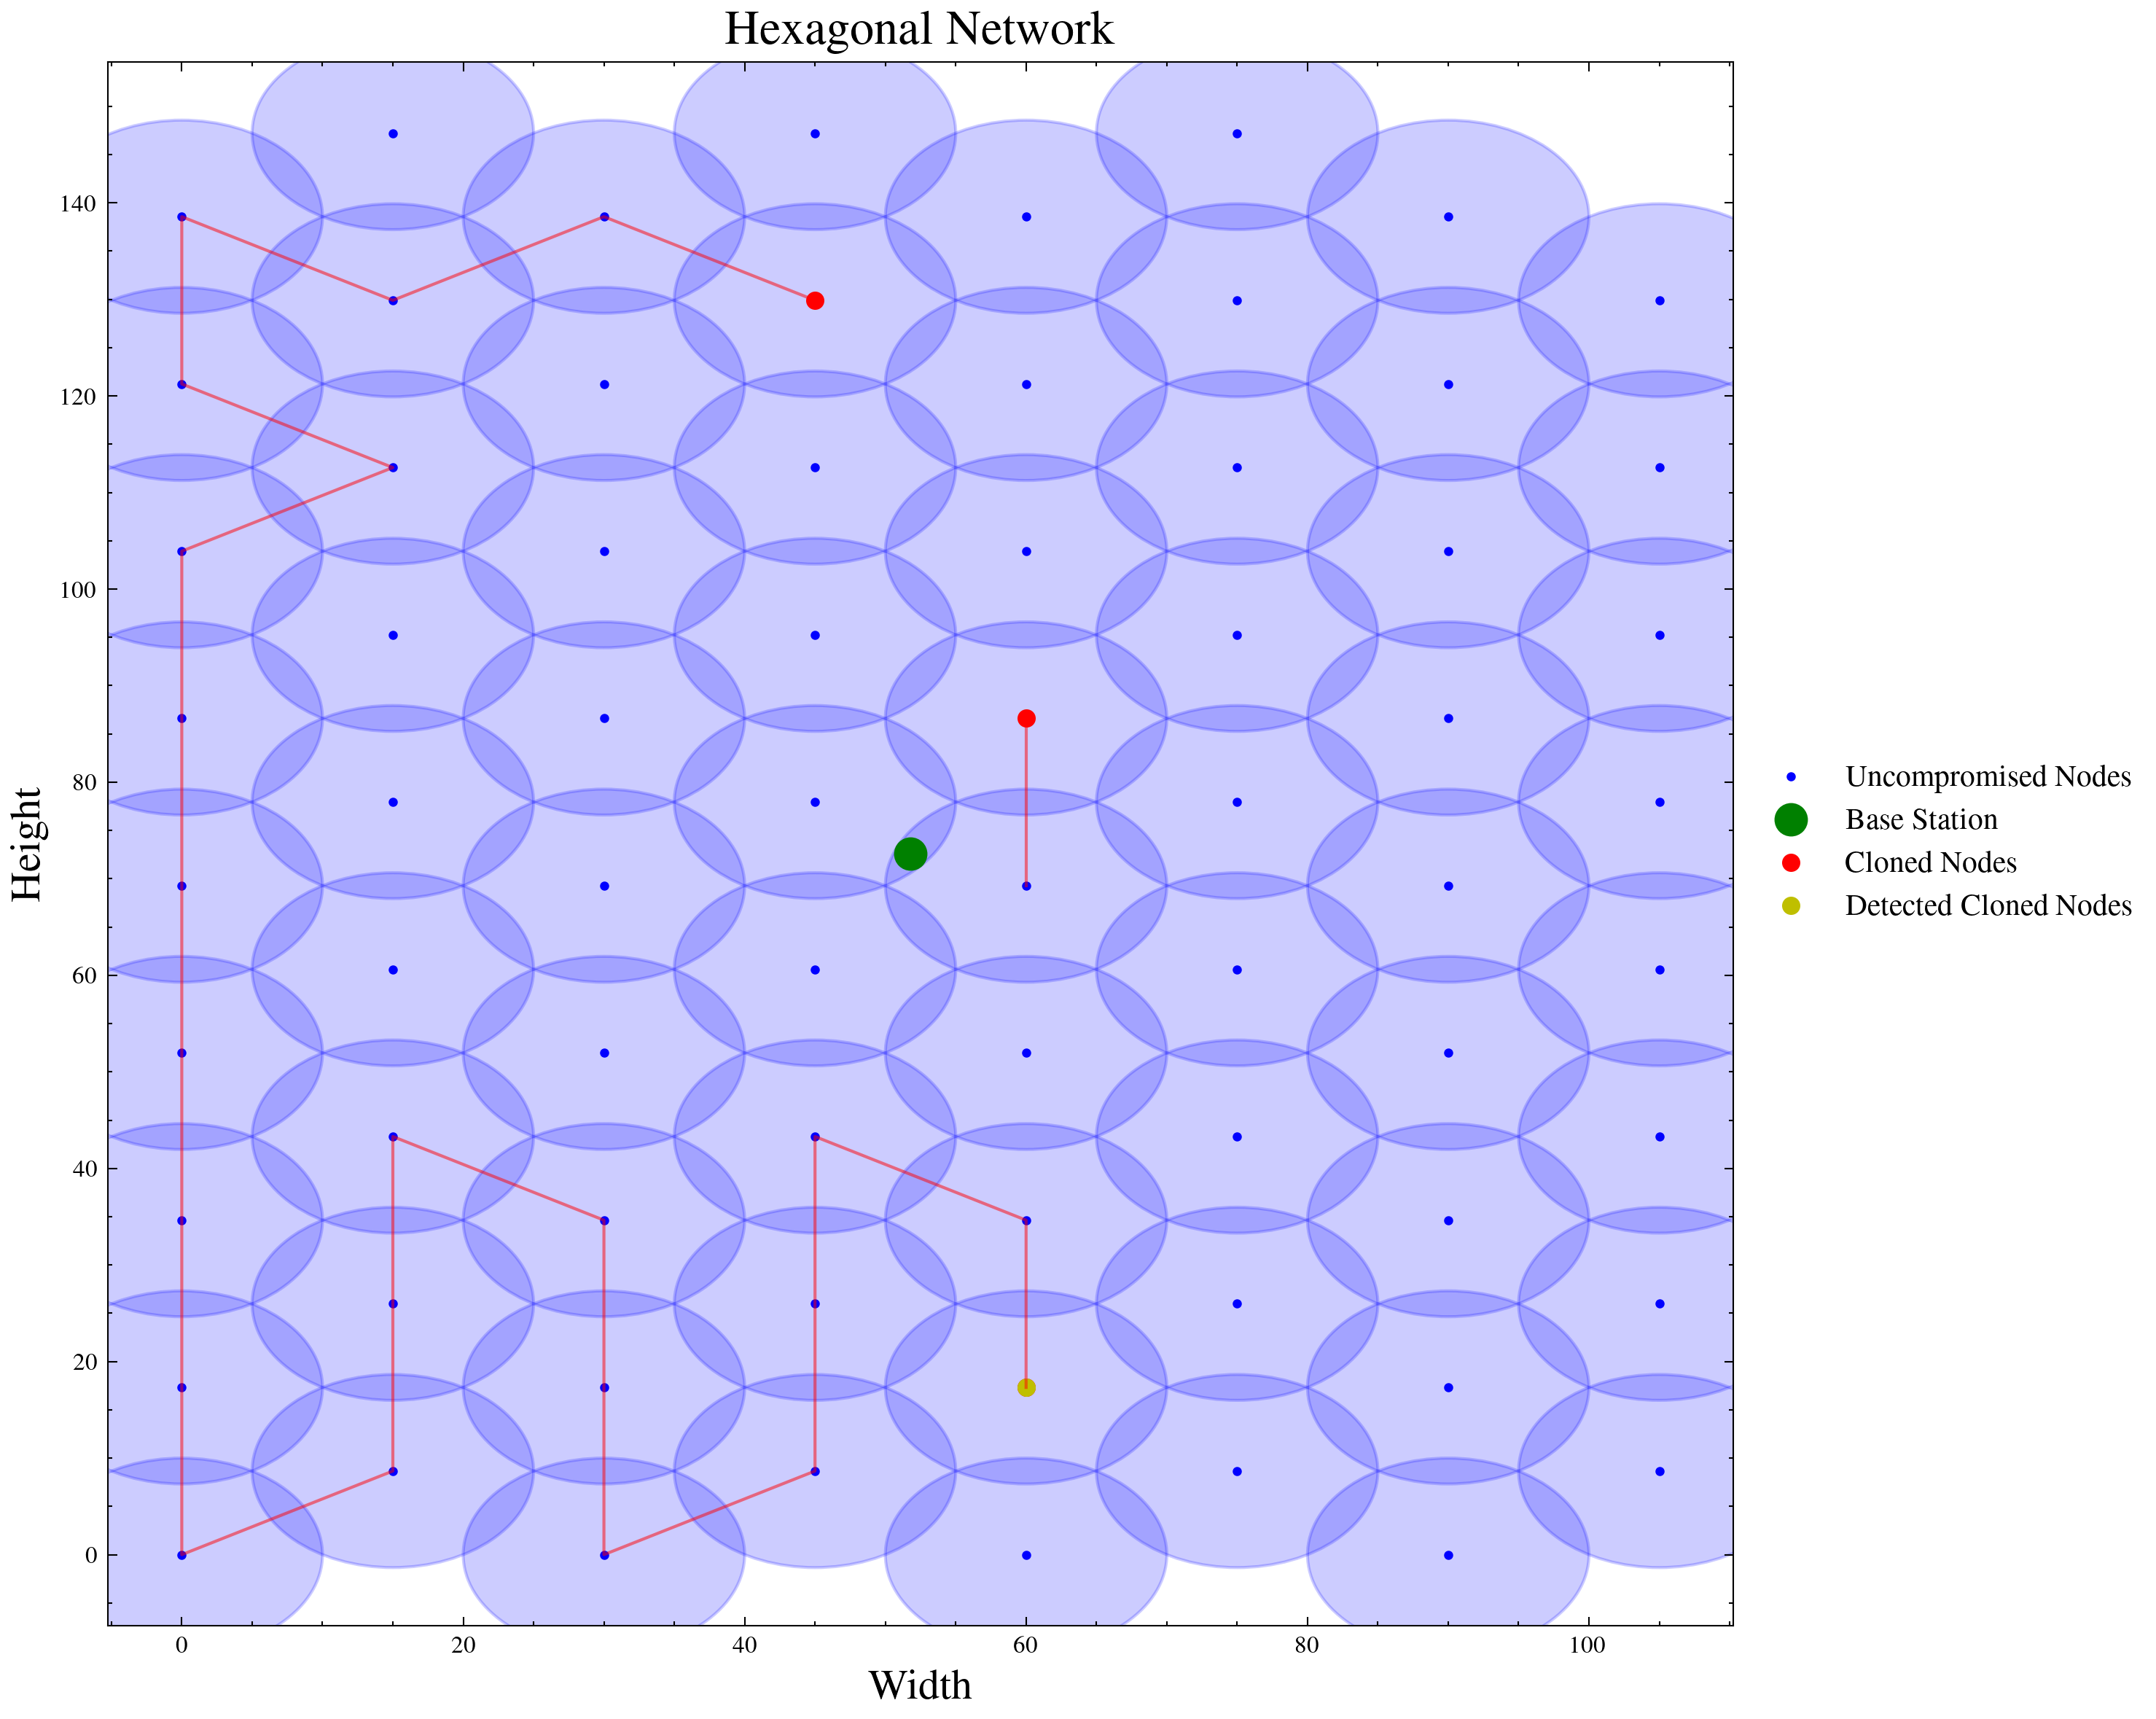 Hexagonal Network
Height
140
120
100
80
60
40
20
0
0 20 40 60 80 100
Width
Uncompromised Nodes
Base Station
Cloned Nodes
Detected Cloned Nodes